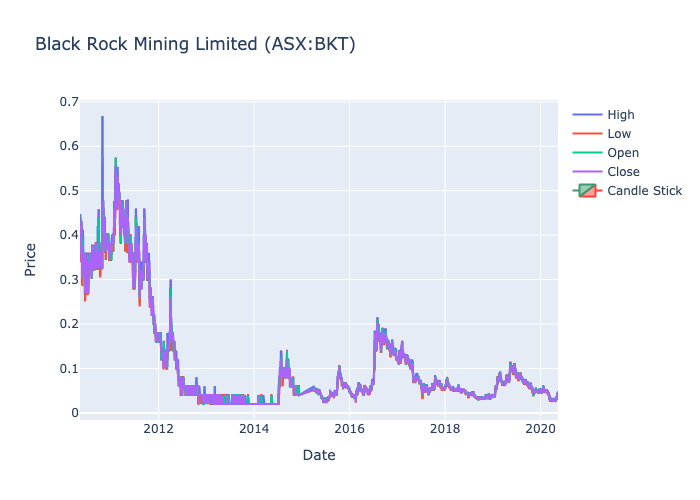 Black Rock Mining Limited (ASX:BKT)
0.7
0.6
0.5
0.4
0.3
0.2
0.1
0
Price
2012
2014
2016
2018
2020
Date
High
Low
Open
Close
Candle Stick